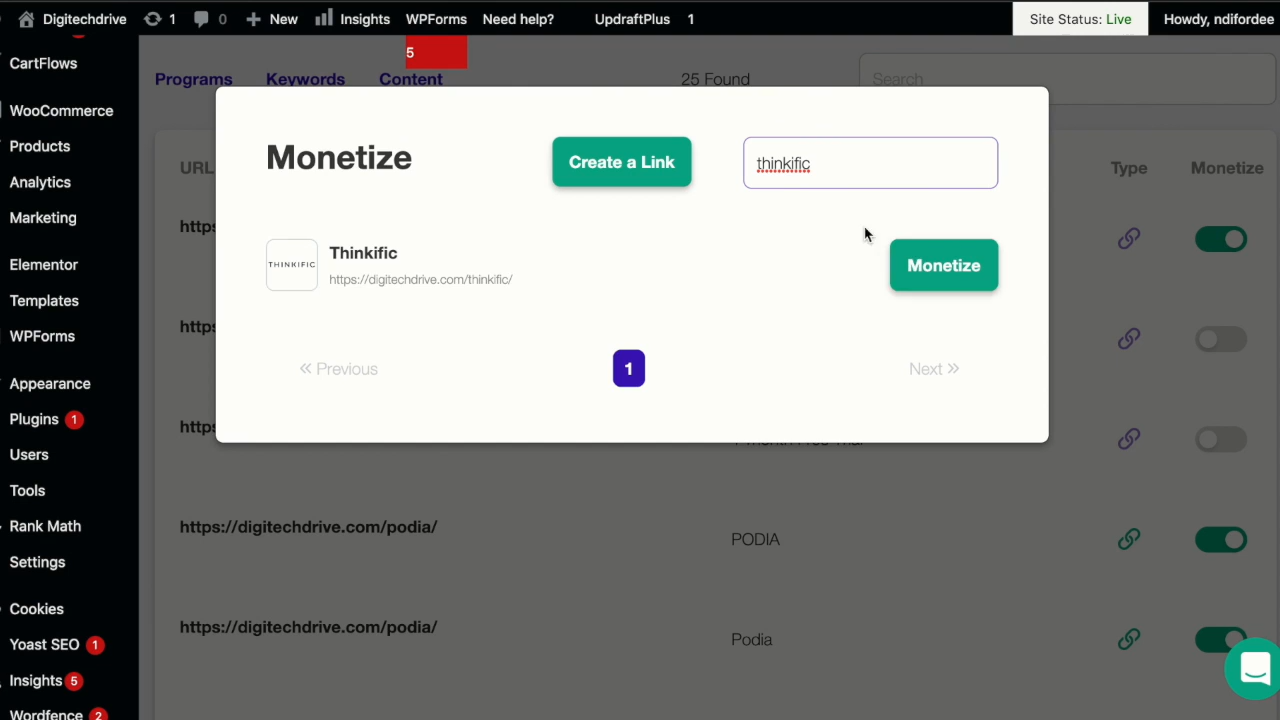 Digitechdrive 1 0 New Insights WPForms Need help? UpdraftPlus 1 Site Status: Live Howdy, ndifordee
5
CartFlows
WooCommerce
Products
Analytics
Marketing
Elementor
Templates
WPForms
Appearance
Plugins 1
Users
Tools
Rank Math
Settings
Cookies
Yoast SEO 1
Insights 5
Wordfence 2
Programs Keywords Content 25 Found Search
URL Type Monetize
https
https
https
Monetize Create a Link thinkific
THINKIFIC
Thinkific
https://digitechdrive.com/thinkific/
Monetize
« Previous 1 Next »
https://digitechdrive.com/podia/ PODIA
https://digitechdrive.com/podia/ Podia